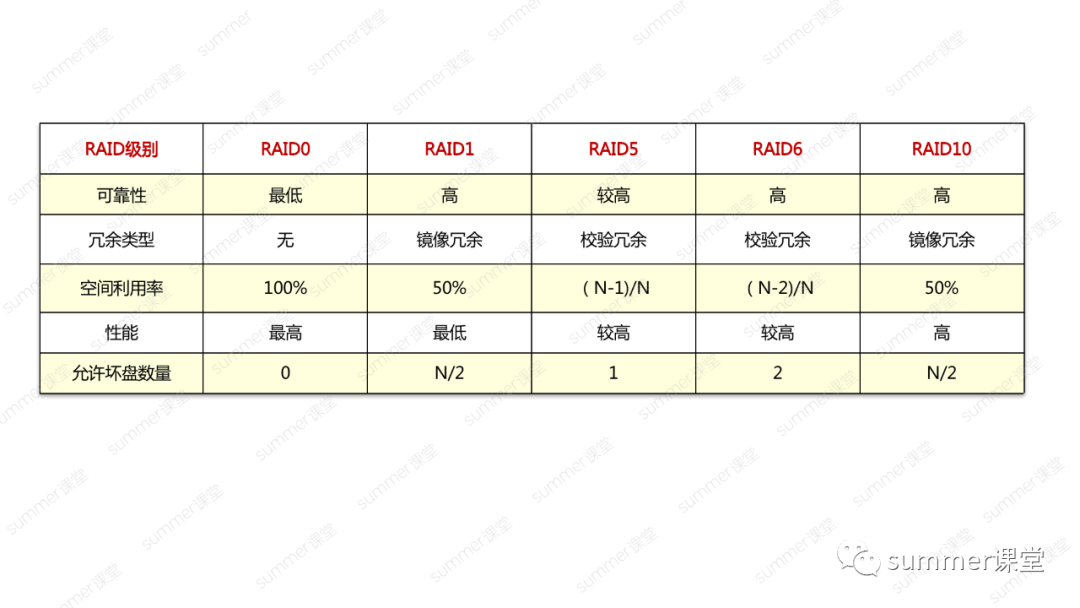 RAID级别 RAID0 RAID1 RAID5 RAID6 RAID10
可靠性 最低 高 较高 高 高
冗余类型 无 镜像冗余 校验冗余 校验冗余 镜像冗余
空间利用率 100% 50% （N-1)/N （N-2)/N 50%
性能 最高 最低 较高 较高 高
允许坏盘数量 0 N/2 1 2 N/2
summer课堂